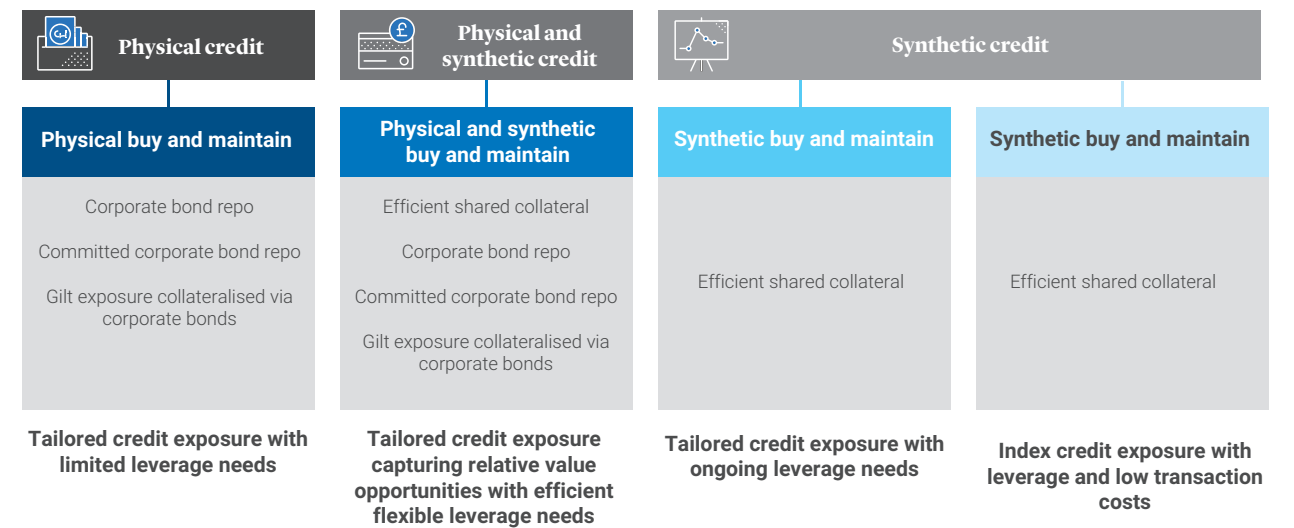 Physical credit
£
Physical and
synthetic credit
Synthetic credit
Physical buy and maintain
Corporate bond repo
Committed corporate bond repo
Gilt exposure collateralised via
corporate bonds
Tailored credit exposure with
limited leverage needs
Physical and synthetic
buy and maintain
Efficient shared collateral
Corporate bond repo
Committed corporate bond repo
Gilt exposure collateralised via
corporate bonds
Tailored credit exposure
capturing relative value
opportunities with efficient
flexible leverage needs
Synthetic buy and maintain
Efficient shared collateral
Tailored credit exposure with
ongoing leverage needs
Synthetic buy and maintain
Efficient shared collateral
Index credit exposure with
leverage and low transaction
costs